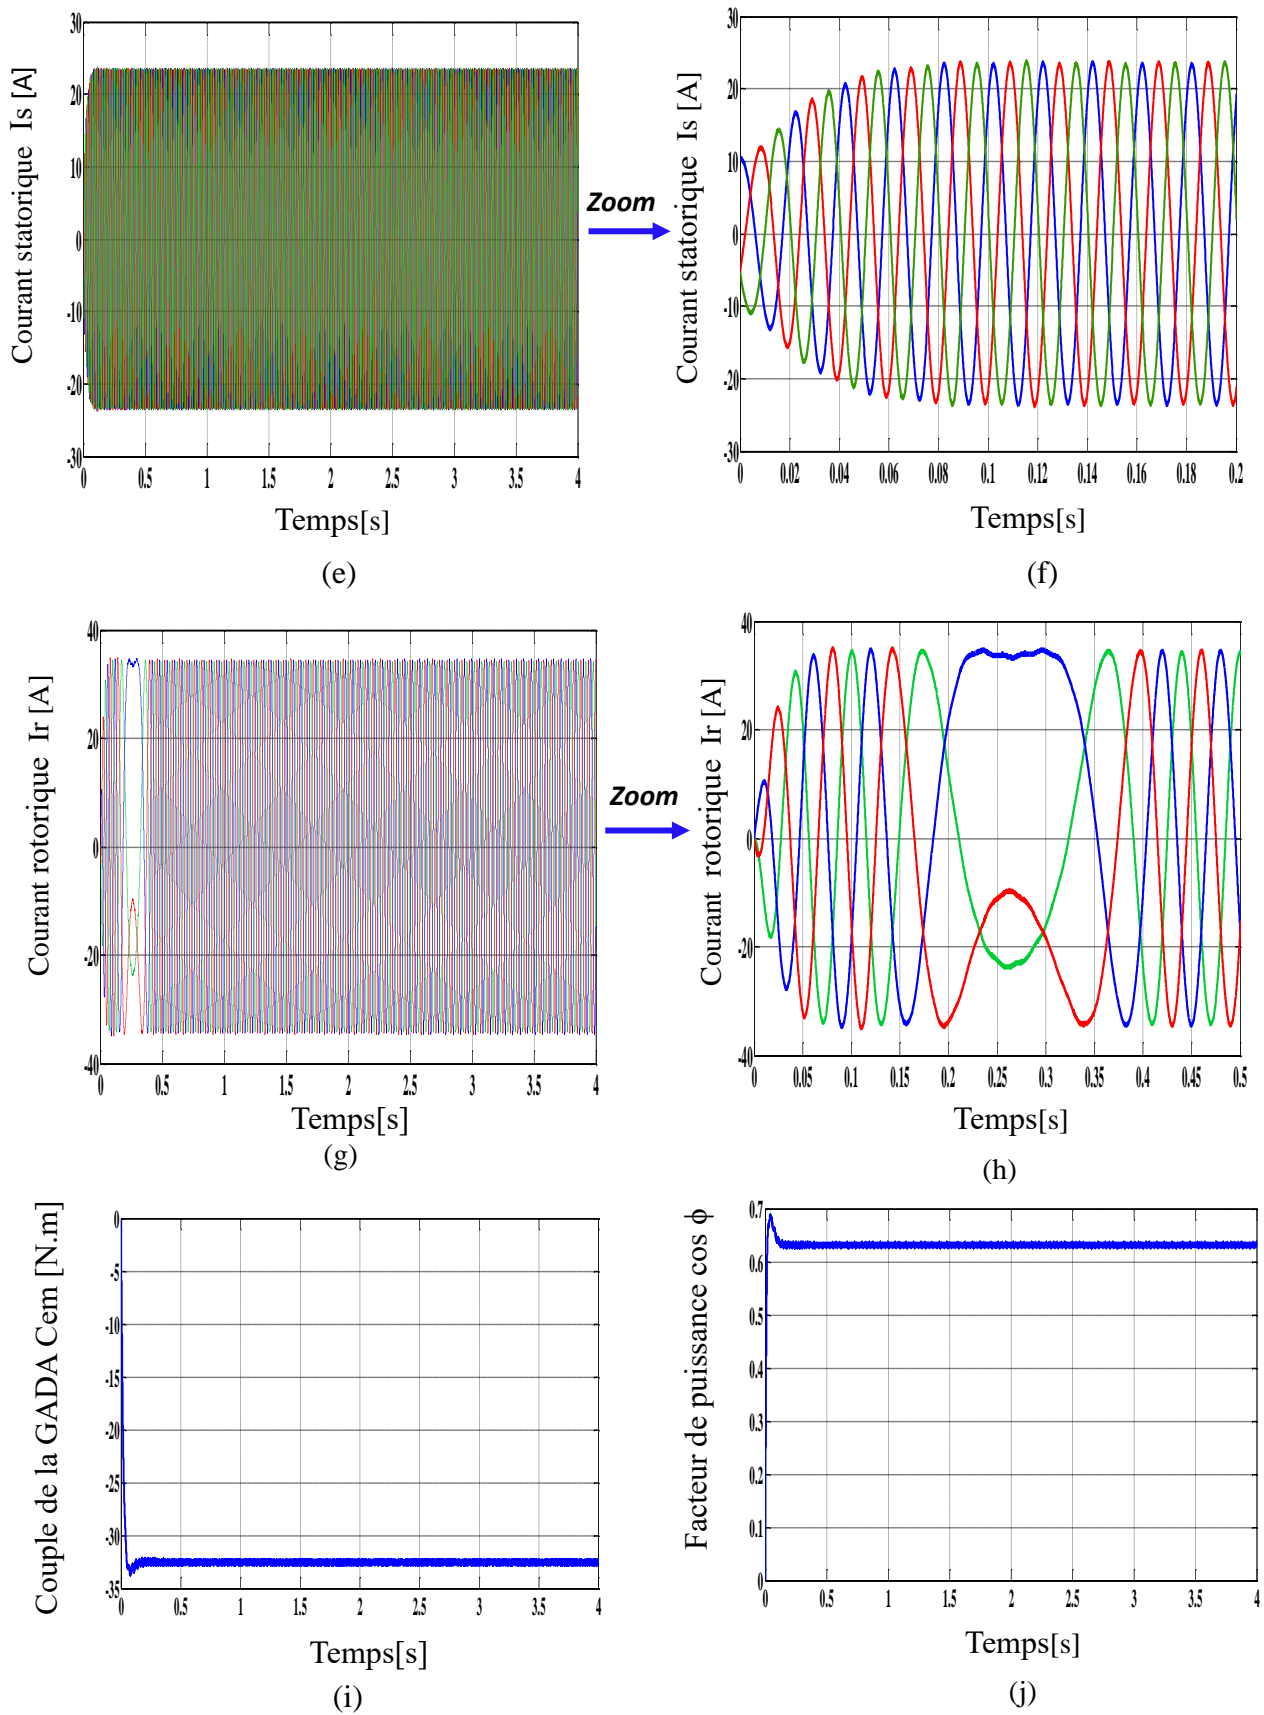 Courant statorique Is [A]
30
20
10
0
-10
-20
-30
0 0.5 1 1.5 2 2.5 3 3.5 4
Temps[s]
(e)
Zoom
Courant statorique Is [A]
30
20
10
0
-10
-20
-30
0 0.02 0.04 0.06 0.08 0.1 0.12 0.14 0.16 0.18 0.2
Temps[s]
(f)
Courant rotorique Ir [A]
40
20
0
-20
-40
0 0.5 1 1.5 2 2.5 3 3.5 4
Temps[s]
(g)
Zoom
Courant rotorique Ir [A]
40
20
0
-20
-40
0 0.05 0.1 0.15 0.2 0.25 0.3 0.35 0.4 0.45 0.5
Temps[s]
(h)
Couple de la GADA Cem [N.m]
0
-5
-10
-15
-20
-25
-30
-35
0 0.5 1 1.5 2 2.5 3 3.5 4
Temps[s]
(i)
Facteur de puissance cos ϕ
0.7
0.6
0.5
0.4
0.3
0.2
0.1
0
0 0.5 1 1.5 2 2.5 3 3.5 4
Temps[s]
(j)